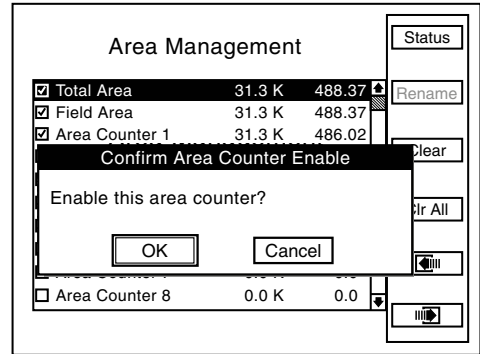 Area Management
Status
Total Area 31.3 K 488.37
Rename
Field Area 31.3 K 488.37
Area Counter 1 31.3 K 486.02
Clear
Confirm Area Counter Enable
Enable this area counter?
Clr All
OK Cancel
Area Counter 8 0.0 K 0.0